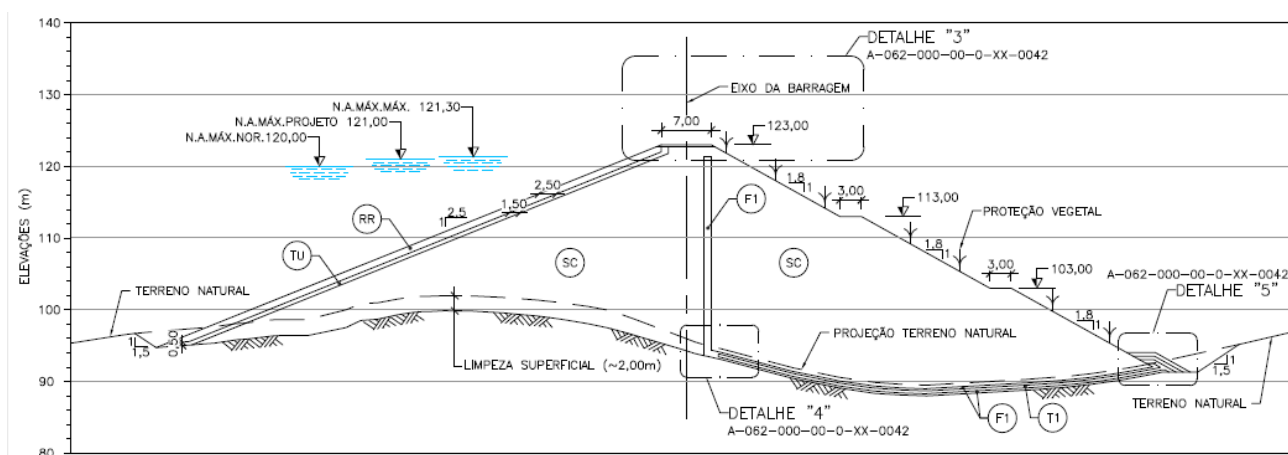 140
130
120
110
100
90
80
ELEVAÇÕES (m)
DETALHE "3"
A-062-000-00-0-XX-0042
EIXO DA BARRAGEM
N.A.MÁX.MÁX. 121,30
N.A.MÁX.PROJETO 121,00
N.A.MÁX.NOR.120,00
7,00
123,00
2,50
1,50
2,5
1
RR
TU
SC
F1
SC
1,8
1
3,00
113,00
PROTEÇÃO VEGETAL
1,8
1
3,00
103,00
1,8
1
A-062-000-00-0-XX-0042
DETALHE "5"
TERRENO NATURAL
1
1,5
0,50
LIMPEZA SUPERFICIAL (~2,00m)
PROJEÇÃO TERRENO NATURAL
DETALHE "4"
A-062-000-00-0-XX-0042
F1
T1
1
1,5
TERRENO NATURAL